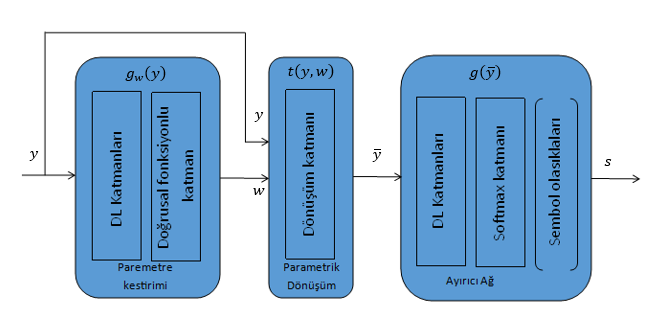 g_w(y)
t(y, w)
g(ȳ)
y
DL Katmanları
Doğrusal fonksiyonlu
katman
y
w
Dönüşüm katmanı
ȳ
DL Katmanları
Softmax katmanı
Sembol olasıklaları
s
Paremetre
kestirimi
Parametrik
Dönüşüm
Ayırıcı Ağ